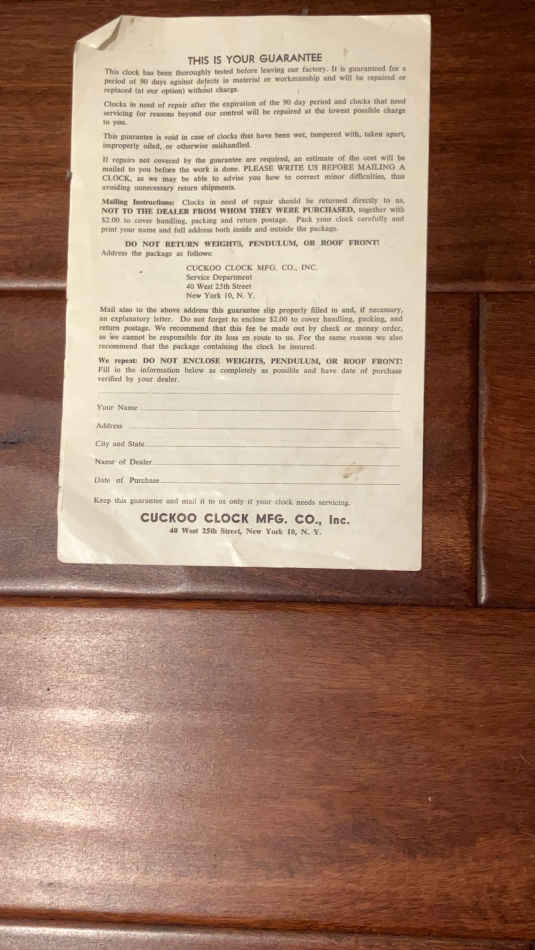 THIS IS YOUR GUARANTEE
This clock has been thoroughly tested before leaving our factory. It is guaranteed for a
period of 90 days against defects in material or workmanship and will be repaired or
replaced (at our option) without charge.
Clocks in need of repair after the expiration of the 90 day period and clocks that need
servicing for reasons beyond our control will be repaired at the lowest possible charge
to you.
This guarantee is void in case of clocks that have been wet, tampered with, taken apart,
improperly oiled, or otherwise mishandled.
If repairs not covered by the guarantee are required, an estimate of the cost will be
mailed to you before the work is done. PLEASE WRITE US BEFORE MAILING A
CLOCK, as we may be able to advise you how to correct minor difficulties, thus
avoiding unnecessary return shipments.
Mailing Instructions: Clocks in need of repair should be returned directly to us,
NOT TO THE DEALER FROM WHOM THEY WERE PURCHASED, together with
$2.00 to cover handling, packing and return postage. Pack your clock carefully and
print your name and full address both inside and outside the package.
DO NOT RETURN WEIGHTS, PENDULUM, OR ROOF FRONT!
Address the package as follows:
CUCKOO CLOCK MFG. CO., INC.
Service Department
40 West 25th Street
New York 10, N. Y.
Mail also to the above address this guarantee slip properly filled in and, if necessary,
an explanatory letter. Do not forget to enclose $2.00 to cover handling, packing, and
return postage. We recommend that this fee be made out by check or money order,
as we cannot be responsible for its loss en route to us. For the same reason we also
recommend that the package containing the clock be insured.
We repeat: DO NOT ENCLOSE WEIGHTS, PENDULUM, OR ROOF FRONT!
Fill in the information below as completely as possible and have date of purchase
verified by your dealer.
Your Name
Address
City and State
Name of Dealer
Date of Purchase
Keep this guarantee and mail it to us only if your clock needs servicing.
CUCKOO CLOCK MFG. CO., Inc.
40 West 25th Street, New York 10, N. Y.